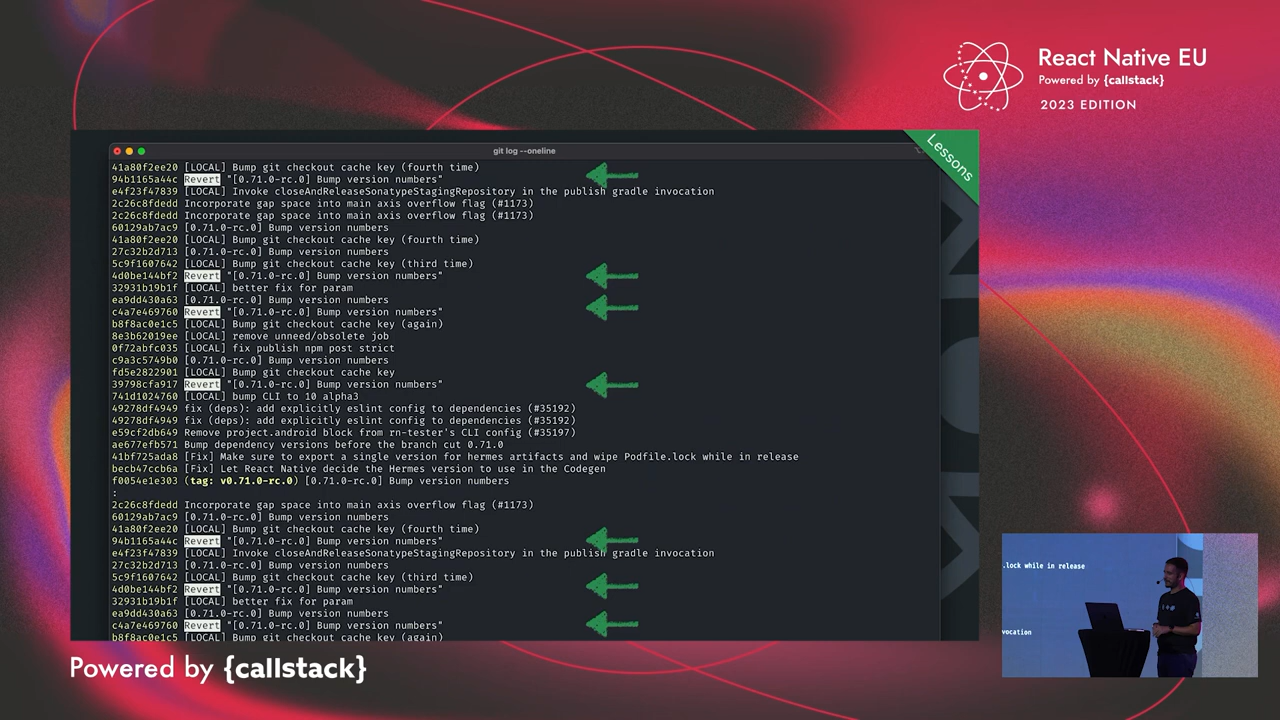 React Native EU
Powered by {callstack}
2023 EDITION
Lessons
git log --oneline
41a80f2ee20 [LOCAL] Bump git checkout cache key (fourth time)
94b1165a44c Revert "[0.71.0-rc.0] Bump version numbers"
e4f23f47839 [LOCAL] Invoke closeAndReleaseSonatypeStagingRepository in the publish gradle invocation
2c26c8fdedd Incorporate gap space into main axis overflow flag (#1173)
2c26c8fdedd Incorporate gap space into main axis overflow flag (#1173)
60129ab7ac9 [0.71.0-rc.0] Bump version numbers
41a80f2ee20 [LOCAL] Bump git checkout cache key (fourth time)
27c32b2d713 [0.71.0-rc.0] Bump version numbers
5c9f1607642 [LOCAL] Bump git checkout cache key (third time)
4d0be144bf2 Revert "[0.71.0-rc.0] Bump version numbers"
32931b19b1f [LOCAL] better fix for param
ea9dd430a63 [0.71.0-rc.0] Bump version numbers
c4a7e469760 Revert "[0.71.0-rc.0] Bump version numbers"
b8f8ac0e1c5 [LOCAL] Bump git checkout cache key (again)
8e3b62019ee [LOCAL] remove unneed/obsolete job
0f72abfc035 [LOCAL] fix publish npm post strict
c9a3c5749b0 [0.71.0-rc.0] Bump version numbers
fd5e2822901 [LOCAL] Bump git checkout cache key
39798cfa917 Revert "[0.71.0-rc.0] Bump version numbers"
741d1024760 [LOCAL] bump CLI to 10 alpha3
49278df4949 fix (deps): add explicitly eslint config to dependencies (#35192)
49278df4949 fix (deps): add explicitly eslint config to dependencies (#35192)
e59cf2db649 Remove project.android block from rn-tester's CLI config (#35197)
ae677efb571 Bump dependency versions before the branch cut 0.71.0
41bf725ada8 [Fix] Make sure to export a single version for hermes artifacts and wipe Podfile.lock while in release
becb47ccb6a [Fix] Let React Native decide the Hermes version to use in the Codegen
f0054e1e303 (tag: v0.71.0-rc.0) [0.71.0-rc.0] Bump version numbers
:
2c26c8fdedd Incorporate gap space into main axis overflow flag (#1173)
60129ab7ac9 [0.71.0-rc.0] Bump version numbers
41a80f2ee20 [LOCAL] Bump git checkout cache key (fourth time)
94b1165a44c Revert "[0.71.0-rc.0] Bump version numbers"
e4f23f47839 [LOCAL] Invoke closeAndReleaseSonatypeStagingRepository in the publish gradle invocation
27c32b2d713 [0.71.0-rc.0] Bump version numbers
5c9f1607642 [LOCAL] Bump git checkout cache key (third time)
4d0be144bf2 Revert "[0.71.0-rc.0] Bump version numbers"
32931b19b1f [LOCAL] better fix for param
ea9dd430a63 [0.71.0-rc.0] Bump version numbers
c4a7e469760 Revert "[0.71.0-rc.0] Bump version numbers"
b8f8ac0e1c5 [LOCAL] Bump git checkout cache key (again)
.lock while in release
vocation
Powered by {callstack}